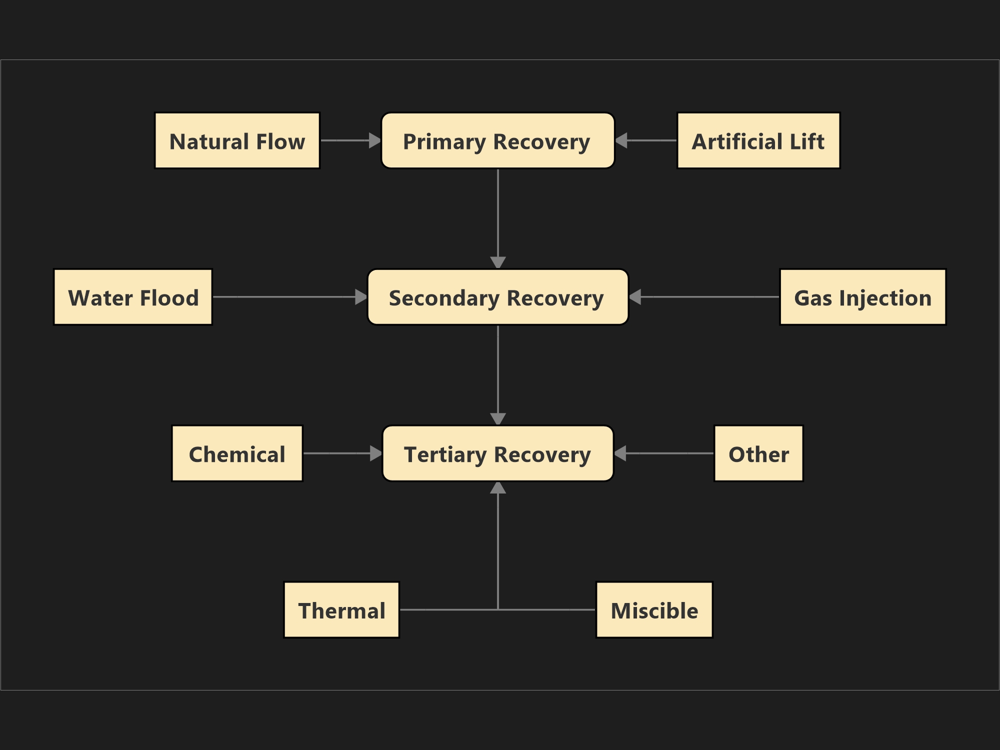 Natural Flow
Primary Recovery
Artificial Lift
Water Flood
Secondary Recovery
Gas Injection
Chemical
Tertiary Recovery
Other
Thermal
Miscible